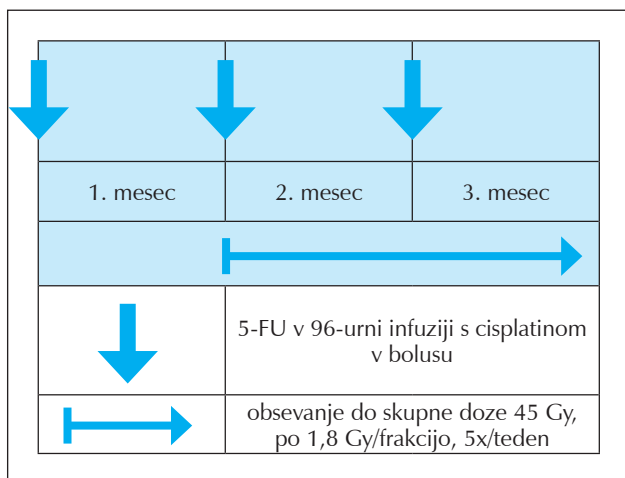 1. mesec 2. mesec 3. mesec
5-FU v 96-urni infuziji s cisplatinom
v bolusu
obsevanje do skupne doze 45 Gy,
po 1,8 Gy/frakcijo, 5x/teden